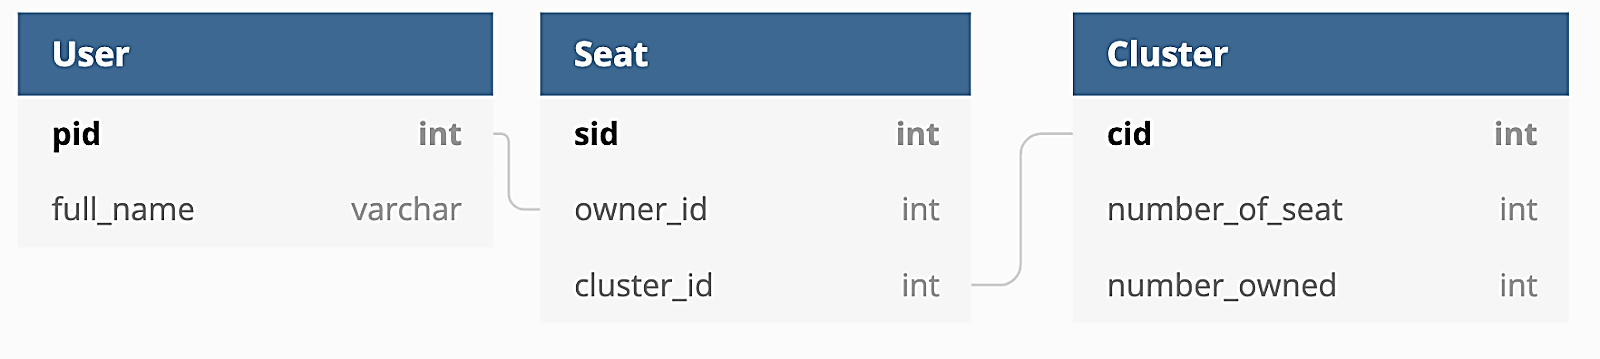 User
pid int
full_name varchar
Seat
sid int
owner_id int
cluster_id int
Cluster
cid int
number_of_seat int
number_owned int